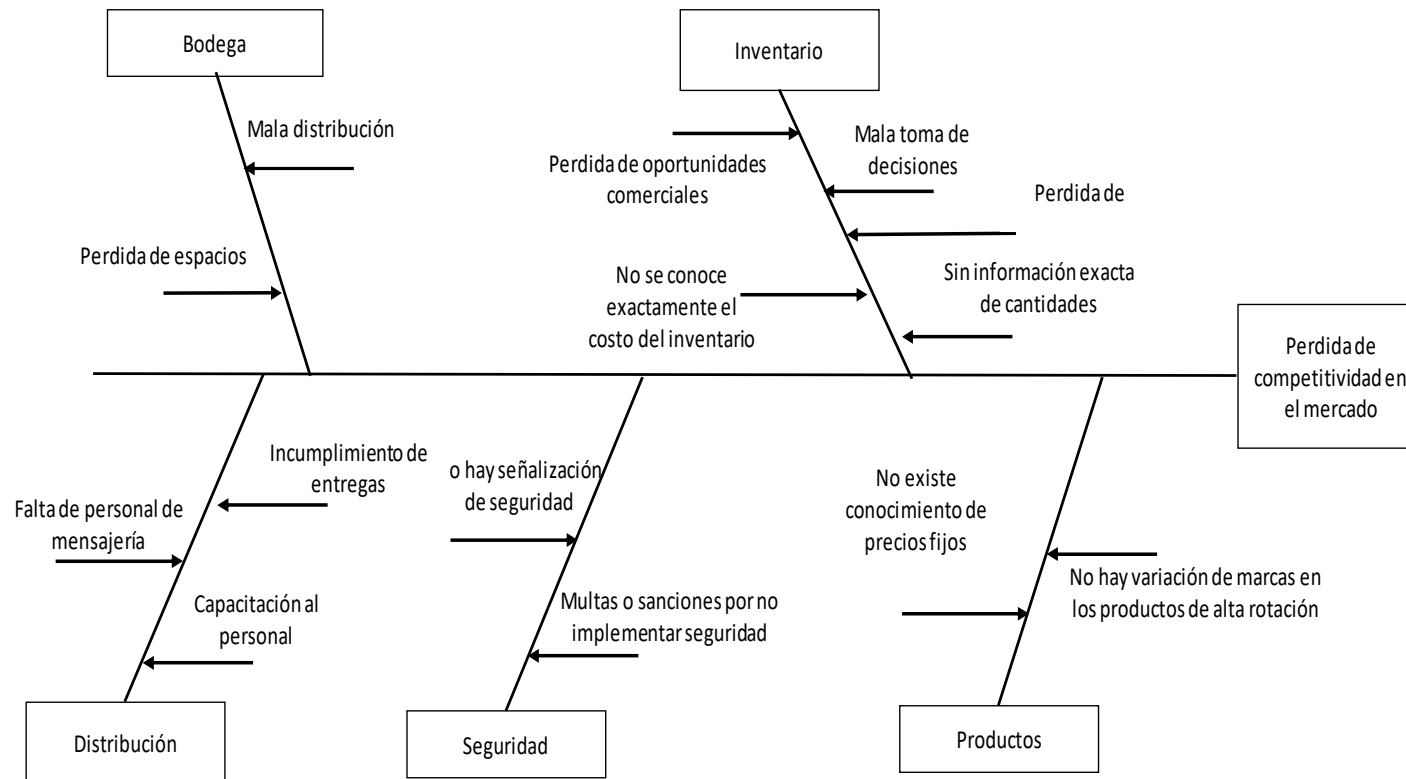 Bodega
Inventario
Mala distribución
Mala toma de
decisiones
Perdida de oportunidades
comerciales
Perdida de
Perdida de espacios
No se conoce
exactamente el
costo del inventario
Sin información exacta
de cantidades
Perdida de
competitividad en
el mercado
Incumplimiento de
entregas
o hay señalización
de seguridad
No existe
conocimiento de
precios fijos
Falta de personal de
mensajería
No hay variación de marcas en
los productos de alta rotación
Capacitación al
personal
Multas o sanciones por no
implementar seguridad
Distribución
Seguridad
Productos